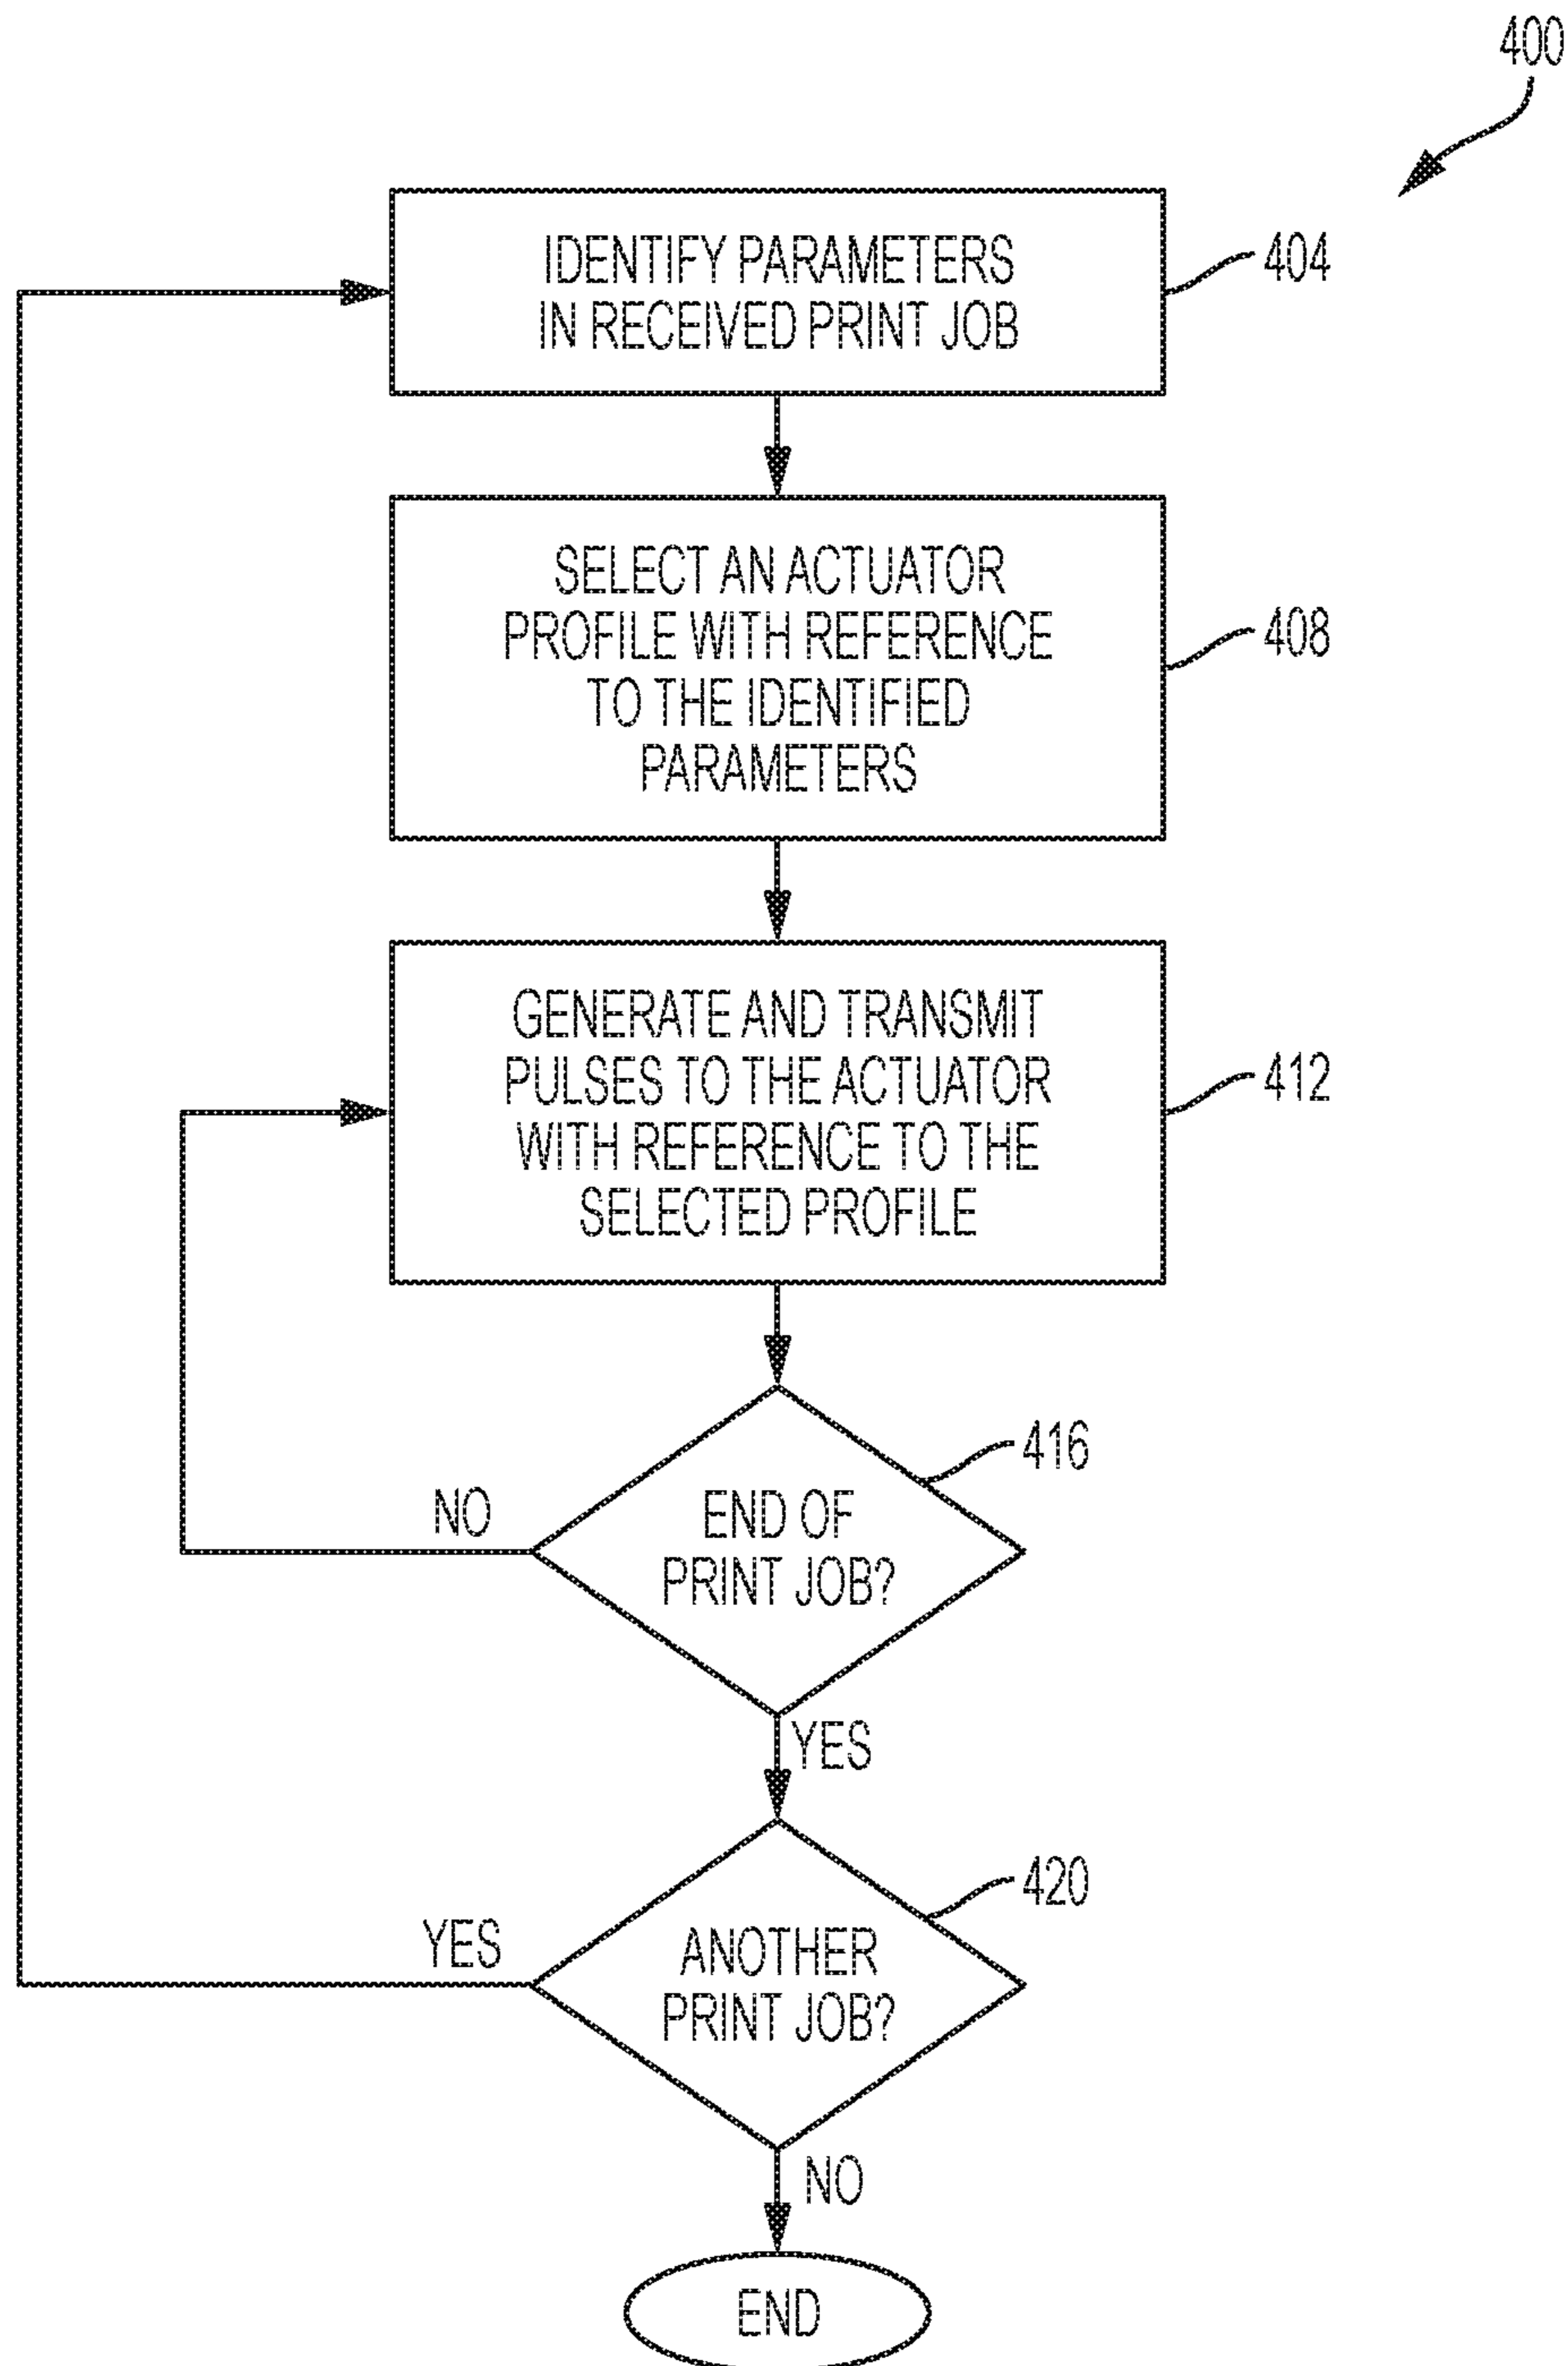 400
IDENTIFY PARAMETERS
IN RECEIVED PRINT JOB
404
SELECT AN ACTUATOR
PROFILE WITH REFERENCE
TO THE IDENTIFIED
PARAMETERS
408
GENERATE AND TRANSMIT
PULSES TO THE ACTUATOR
WITH REFERENCE TO THE
SELECTED PROFILE
412
416
NO
END OF
PRINT JOB?
YES
420
YES
ANOTHER
PRINT JOB?
NO
END